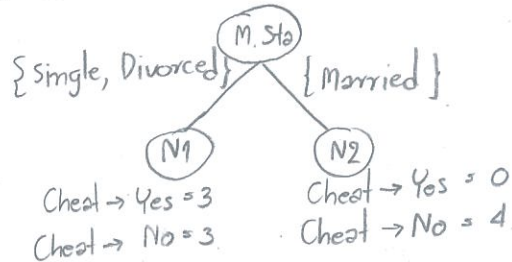 M. Sta
{Single, Divorced} {Married}
N1 N2
Cheat → Yes = 3 Cheat → Yes = 0
Cheat → No = 3 Cheat → No = 4